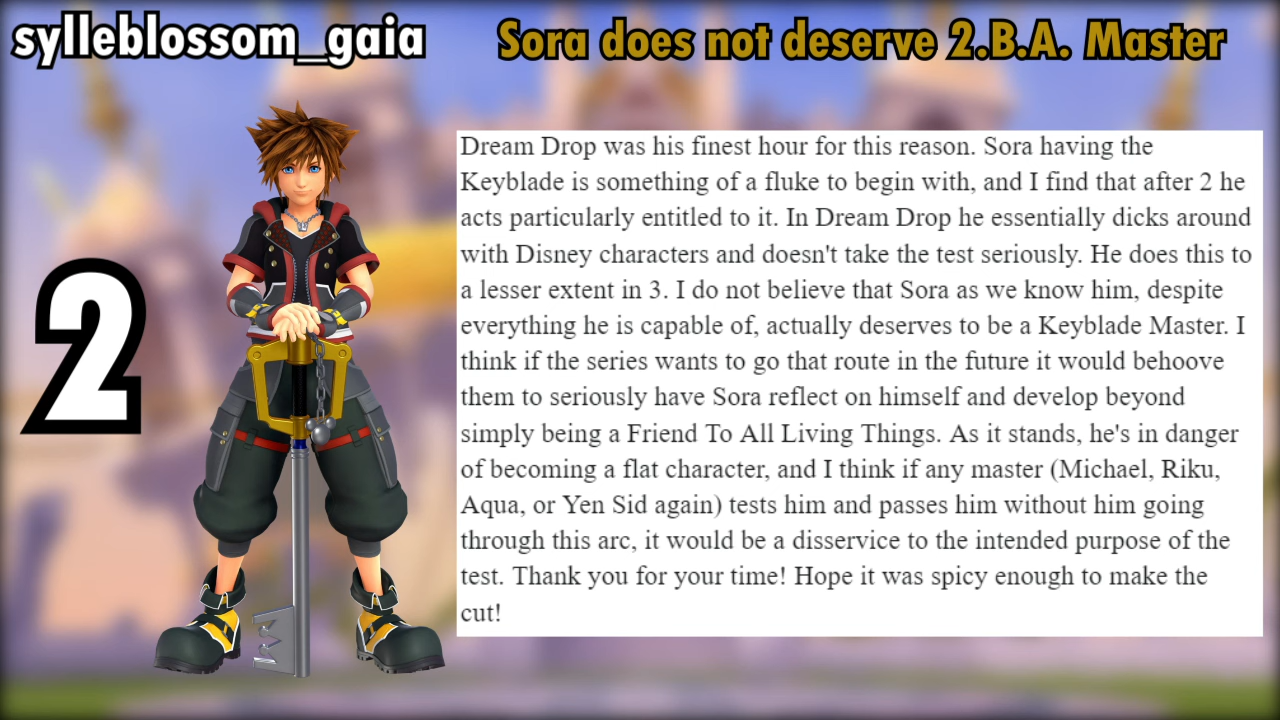 sylleblossom_gaia
Sora does not deserve 2.B.A. Master
2
Dream Drop was his finest hour for this reason. Sora having the
Keyblade is something of a fluke to begin with, and I find that after 2 he
acts particularly entitled to it. In Dream Drop he essentially dicks around
with Disney characters and doesn't take the test seriously. He does this to
a lesser extent in 3. I do not believe that Sora as we know him, despite
everything he is capable of, actually deserves to be a Keyblade Master. I
think if the series wants to go that route in the future it would behoove
them to seriously have Sora reflect on himself and develop beyond
simply being a Friend To All Living Things. As it stands, he's in danger
of becoming a flat character, and I think if any master (Michael, Riku,
Aqua, or Yen Sid again) tests him and passes him without him going
through this arc, it would be a disservice to the intended purpose of the
test. Thank you for your time! Hope it was spicy enough to make the
cut!